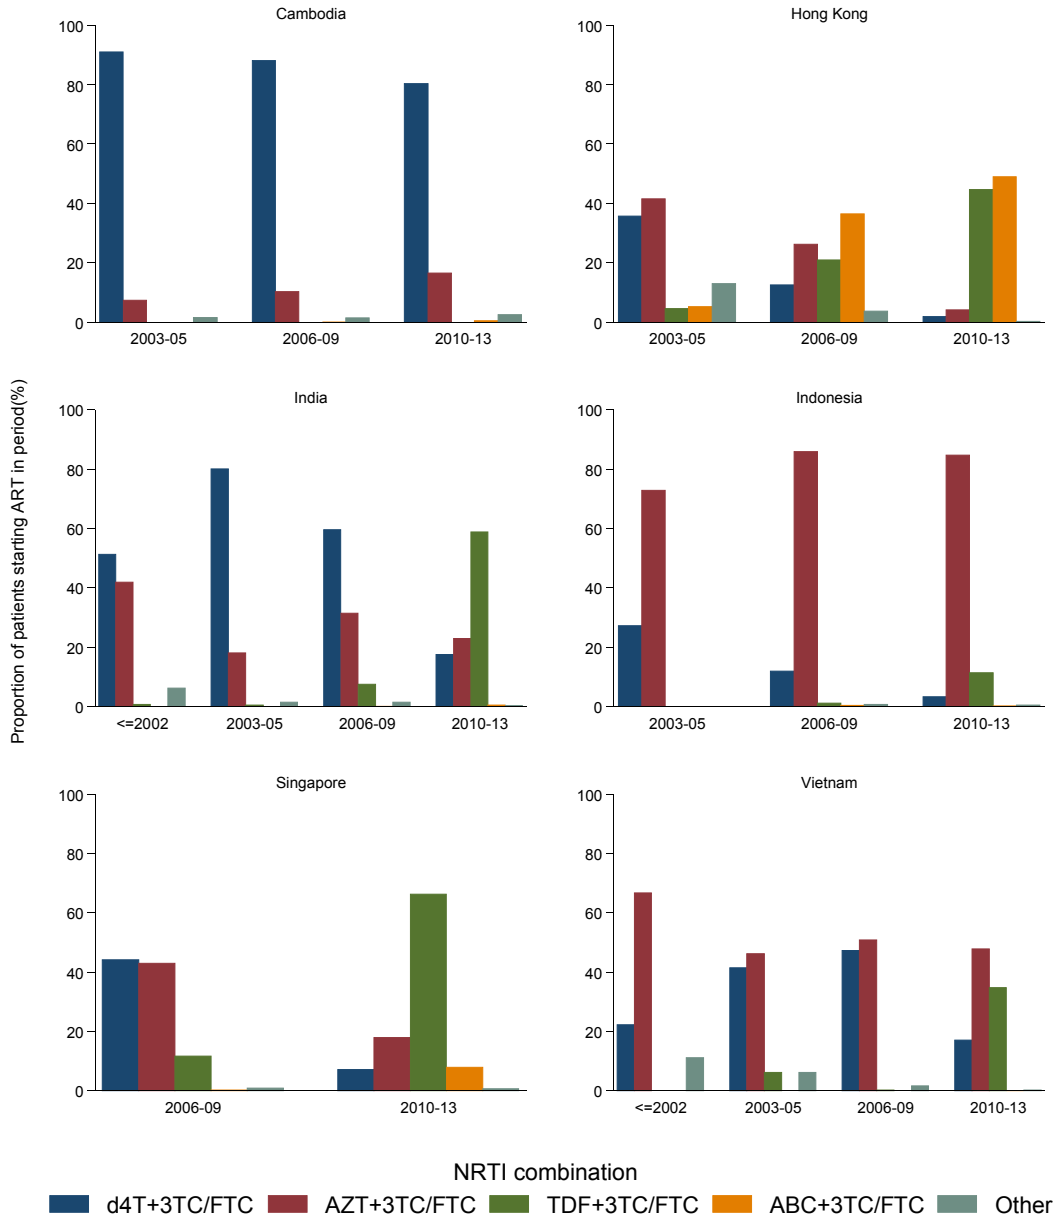 Cambodia
100
80
60
40
20
0
2003-05 2006-09 2010-13
Hong Kong
100
80
60
40
20
0
2003-05 2006-09 2010-13
Proportion of patients starting ART in period(%)
India
100
80
60
40
20
0
<=2002 2003-05 2006-09 2010-13
Indonesia
100
80
60
40
20
0
2003-05 2006-09 2010-13
Singapore
100
80
60
40
20
0
2006-09 2010-13
Vietnam
100
80
60
40
20
0
<=2002 2003-05 2006-09 2010-13
NRTI combination
d4T+3TC/FTC AZT+3TC/FTC TDF+3TC/FTC ABC+3TC/FTC Other